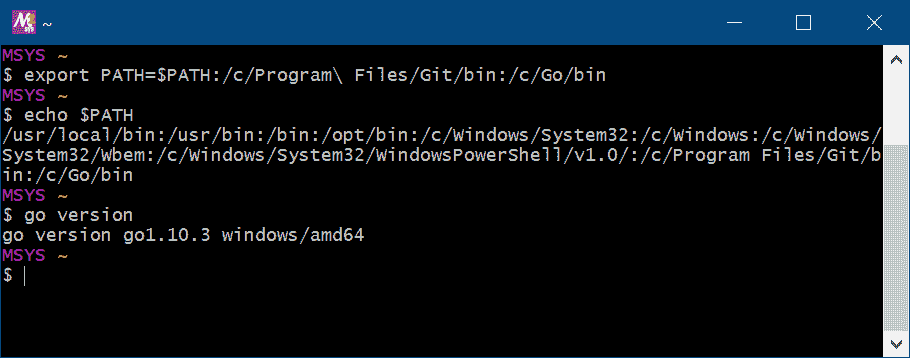 ~
MSYS ~
$ export PATH=$PATH:/c/Program\ Files/Git/bin:/c/Go/bin
MSYS ~
$ echo $PATH
/usr/local/bin:/usr/bin:/bin:/opt/bin:/c/Windows/System32:/c/Windows:/c/Windows/
System32/Wbem:/c/Windows/System32/WindowsPowerShell/v1.0/:/c/Program Files/Git/b
in:/c/Go/bin
MSYS ~
$ go version
go version go1.10.3 windows/amd64
MSYS ~
$